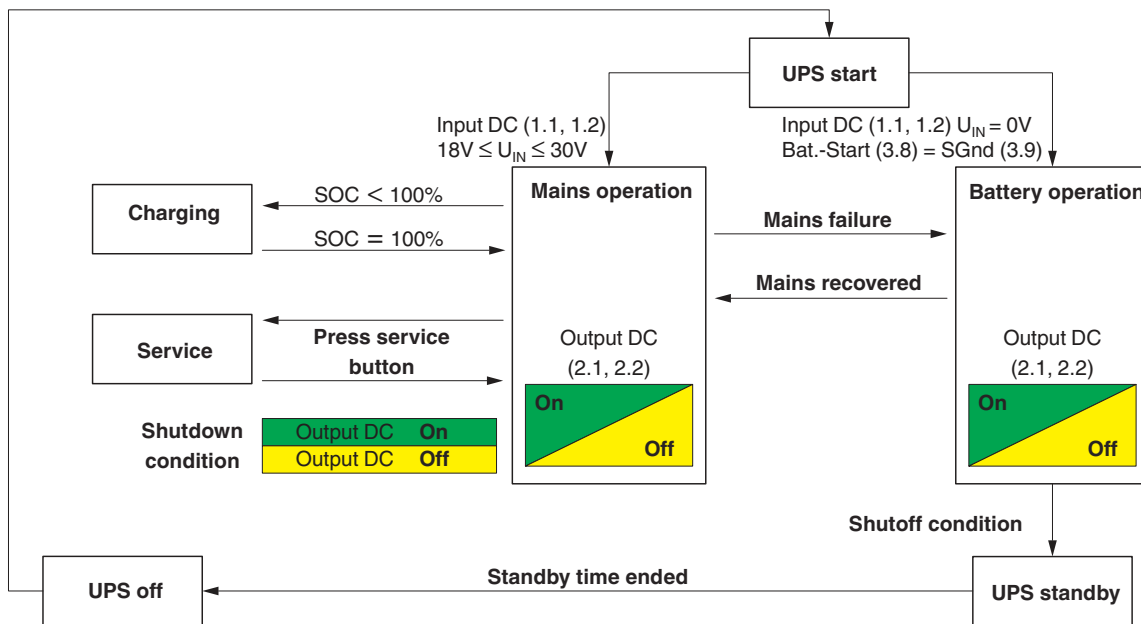 UPS start
Input DC (1.1, 1.2)
18V ≤ U_IN ≤ 30V
Input DC (1.1, 1.2) U_IN = 0V
Bat.-Start (3.8) = SGnd (3.9)
Charging
SOC < 100%
SOC = 100%
Mains operation
Mains failure
Mains recovered
Battery operation
Service
Press service
button
Output DC
(2.1, 2.2)
On
Off
Output DC
(2.1, 2.2)
On
Off
Shutdown
condition
Output DC On
Output DC Off
Shutoff condition
UPS off
Standby time ended
UPS standby